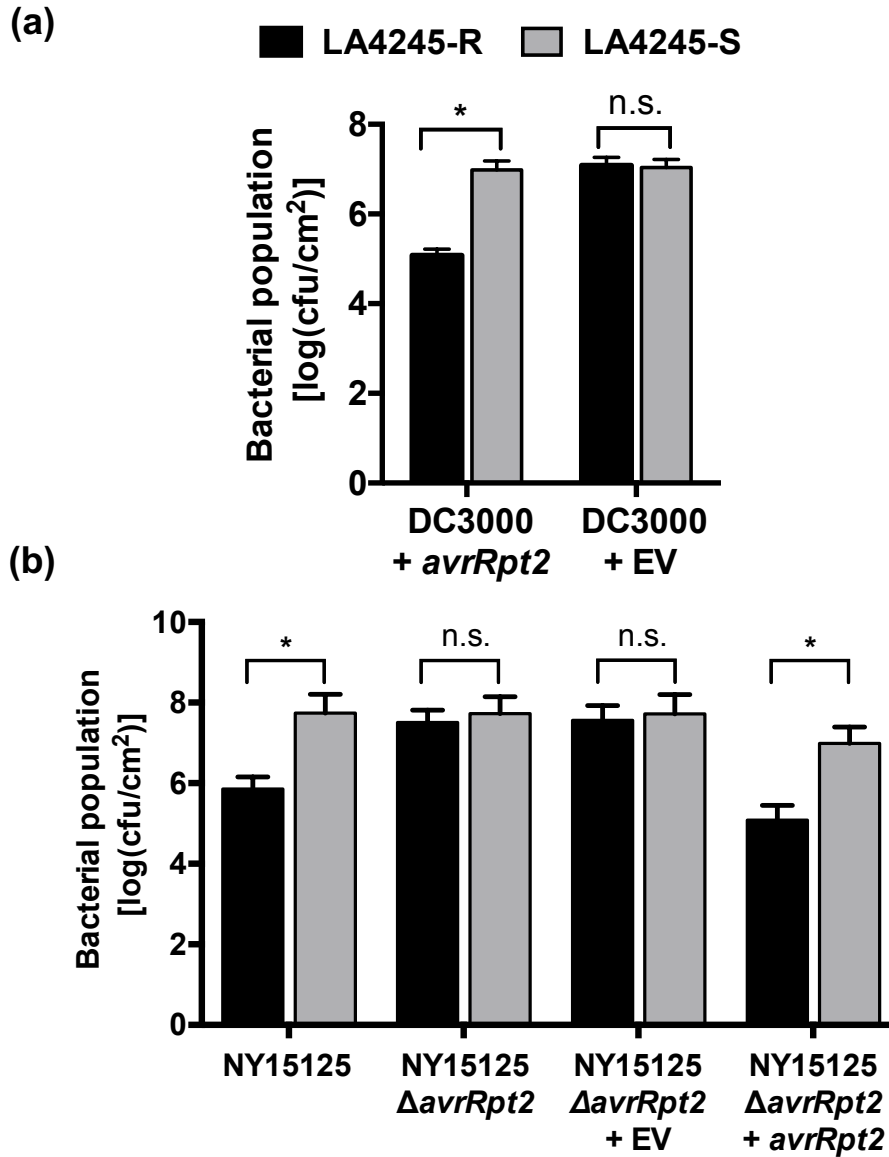 (a)
LA4245-R LA4245-S
Bacterial population
[log(cfu/cm²)]
8
6
4
2
0
*
n.s.
DC3000
+ avrRpt2
DC3000
+ EV
(b)
Bacterial population
[log(cfu/cm²)]
10
8
6
4
2
0
*
n.s.
n.s.
*
NY15125
NY15125
ΔavrRpt2
NY15125
ΔavrRpt2
+ EV
NY15125
ΔavrRpt2
+ avrRpt2